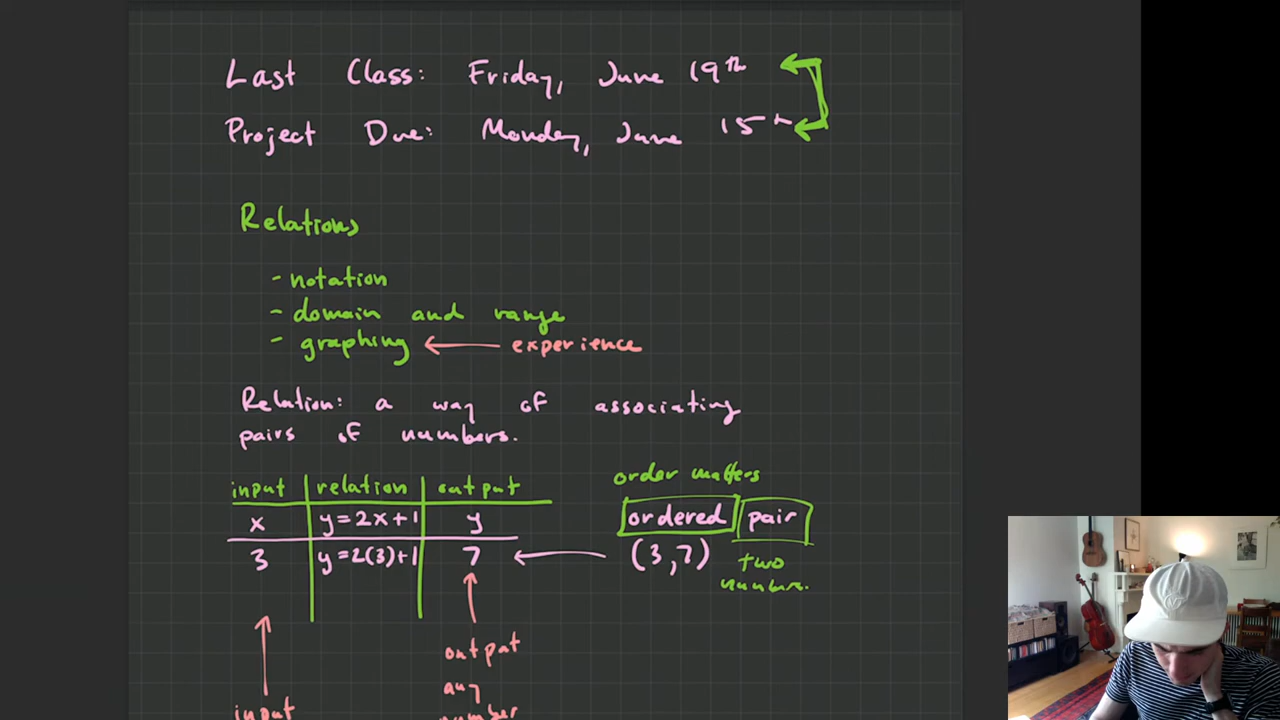 Last Class: Friday, June 19th
Project Due: Monday, June 15th
Relations
- notation
- domain and range
- graphing ← experience
Relation: a way of associating
pairs of numbers.
order matters
input relation output
ordered pair
x y=2x+1 y
3 y=2(3)+1 7 ← (3,7)
two
numbers.
output
any
number
input